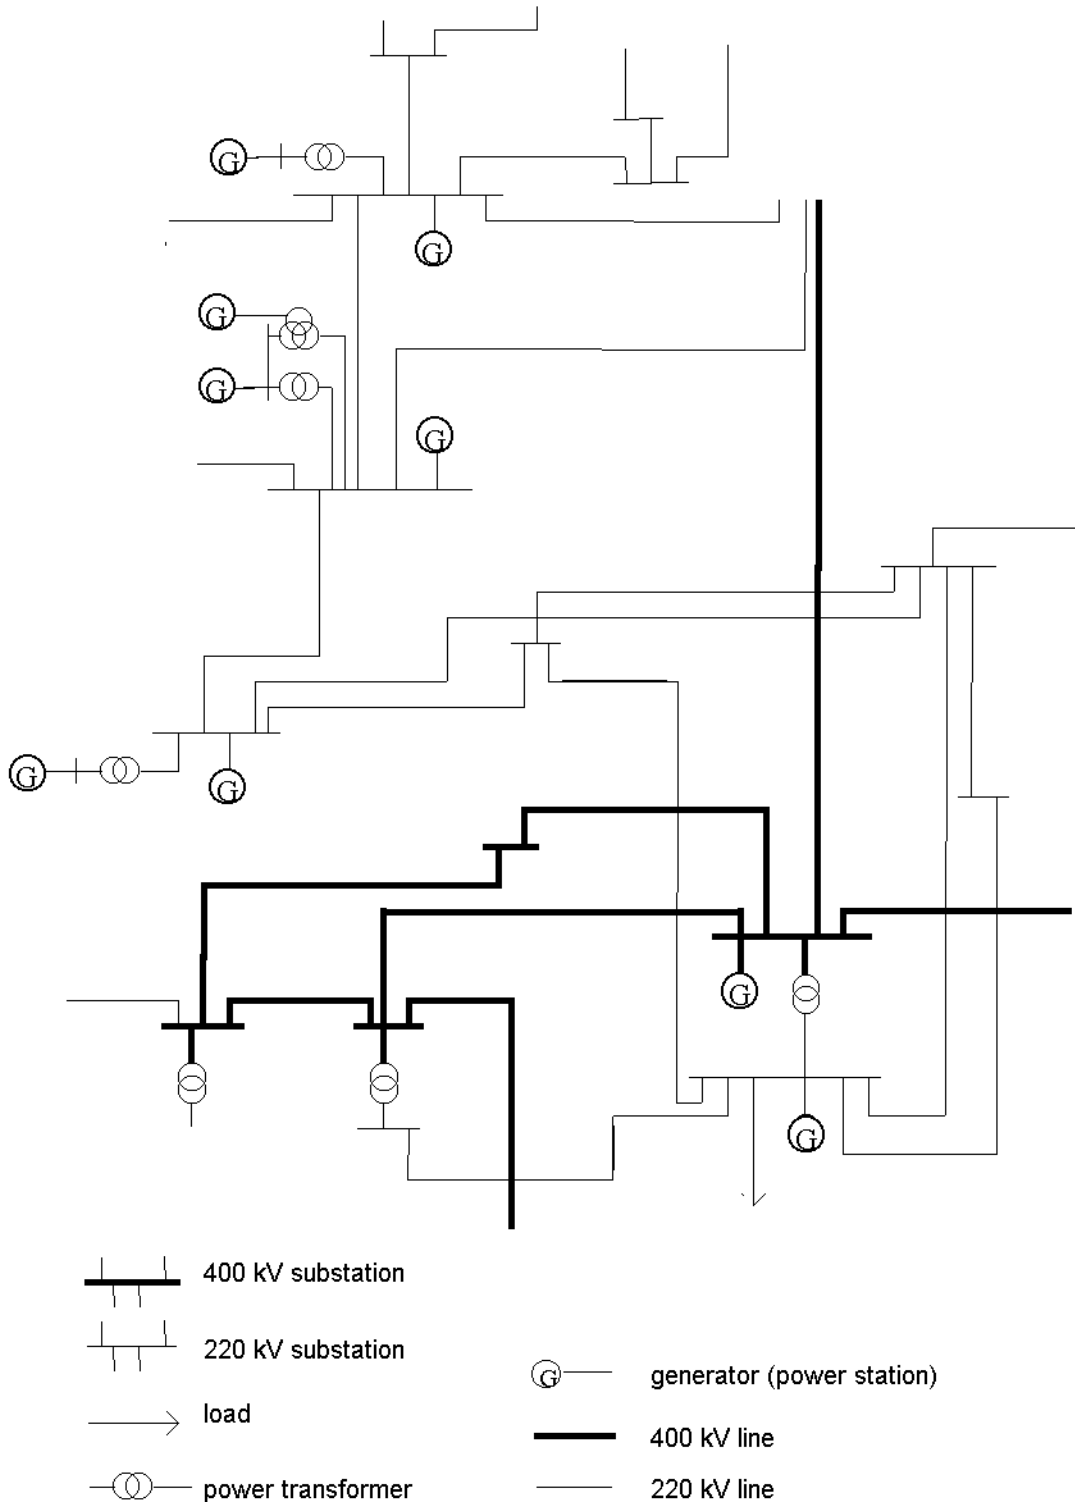 G
G
G
G
G
G
G
G
G
400 kV substation
220 kV substation
load
power transformer
G generator (power station)
400 kV line
220 kV line